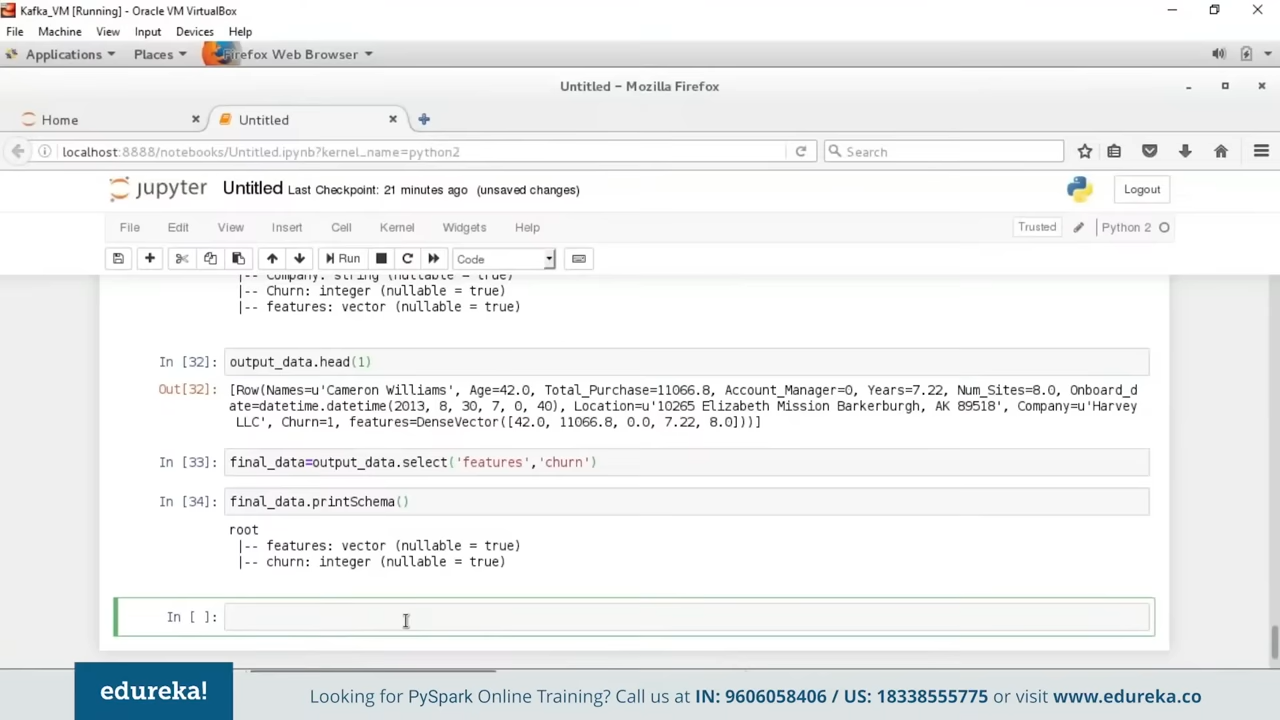 Kafka_VM [Running] - Oracle VM VirtualBox
File Machine View Input Devices Help
Applications Places Firefox Web Browser
Untitled – Mozilla Firefox
Home Untitled
localhost:8888/notebooks/Untitled.ipynb?kernel_name=python2 Search
jupyter Untitled Last Checkpoint: 21 minutes ago (unsaved changes) Logout
File Edit View Insert Cell Kernel Widgets Help Trusted Python 2
Run Code
|-- Company: string (nullable = true)
|-- Churn: integer (nullable = true)
|-- features: vector (nullable = true)
In [32]: output_data.head(1)
Out[32]: [Row(Names=u'Cameron Williams', Age=42.0, Total_Purchase=11066.8, Account_Manager=0, Years=7.22, Num_Sites=8.0, Onboard_d
ate=datetime.datetime(2013, 8, 30, 7, 0, 40), Location=u'10265 Elizabeth Mission Barkerburgh, AK 89518', Company=u'Harvey
LLC', Churn=1, features=DenseVector([42.0, 11066.8, 0.0, 7.22, 8.0]))]
In [33]: final_data=output_data.select('features','churn')
In [34]: final_data.printSchema()
root
|-- features: vector (nullable = true)
|-- churn: integer (nullable = true)
In [ ]:
edureka! Looking for PySpark Online Training? Call us at IN: 9606058406 / US: 18338555775 or visit www.edureka.co